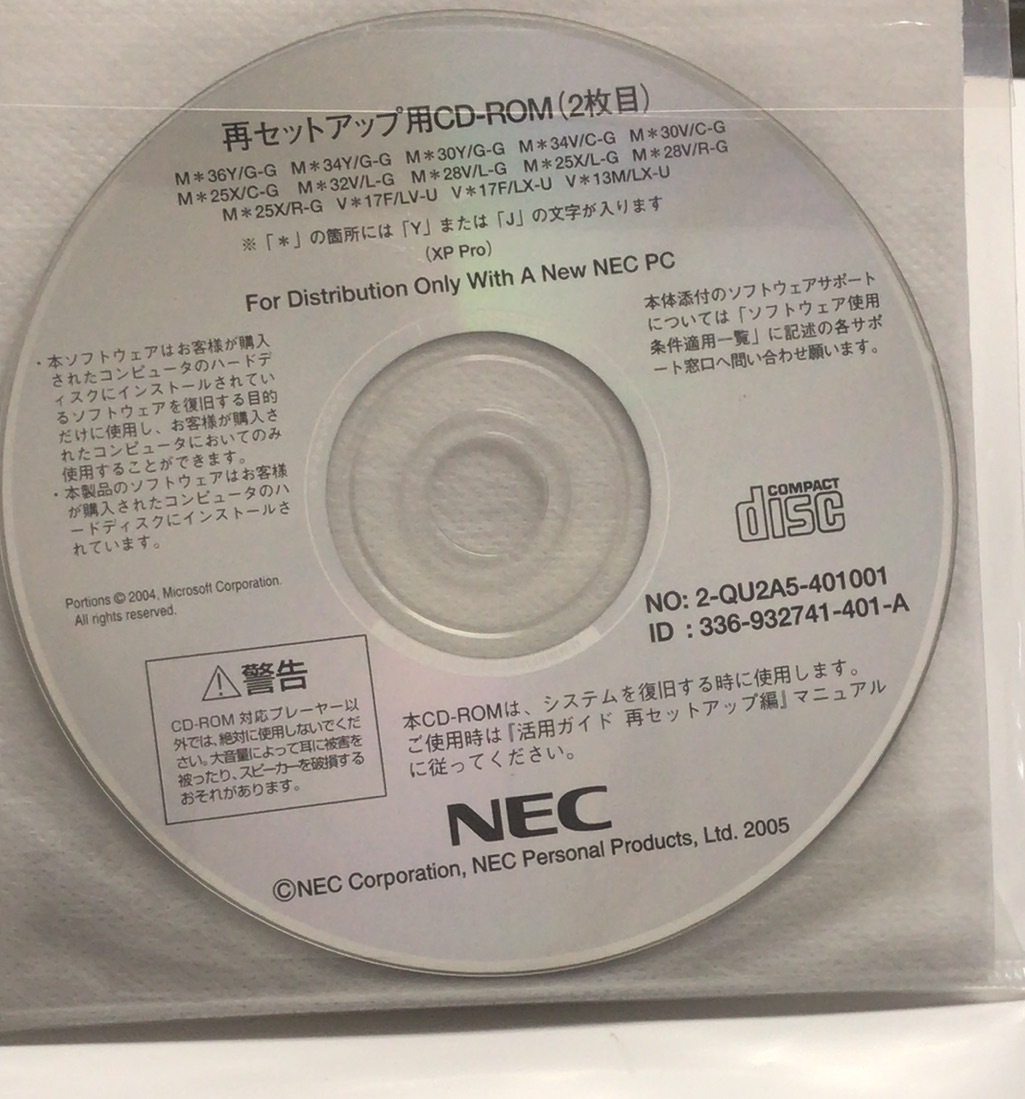 再セットアップ用CD-ROM(2枚目)
M＊36Y/G-G M＊34Y/G-G M＊30Y/G-G M＊34V/C-G M＊30V/C-G
M＊25X/C-G M＊32V/L-G M＊28V/L-G M＊25X/L-G M＊28V/R-G
M＊25X/R-G V＊17F/LV-U V＊17F/LX-U V＊13M/LX-U
※「＊」の箇所には「Y」または「J」の文字が入ります
(XP Pro)
For Distribution Only With A New NEC PC
・本ソフトウェアはお客様が購入
されたコンピュータのハードデ
ィスクにインストールされてい
るソフトウェアを復旧する目的
だけに使用し、お客様が購入さ
れたコンピュータにおいてのみ
使用することができます。
・本製品のソフトウェアはお客様
が購入されたコンピュータのハ
ードディスクにインストールさ
れています。
本体添付のソフトウェアサポート
については「ソフトウェア使用
条件適用一覧」に記述の各サポ
ート窓口へ問い合わせ願います。
COMPACT
disc
Portions © 2004, Microsoft Corporation.
All rights reserved.
NO: 2-QU2A5-401001
ID : 336-932741-401-A
⚠警告
CD-ROM 対応プレーヤー以
外では、絶対に使用しないでくだ
さい。大音量によって耳に被害を
被ったり、スピーカーを破損する
おそれがあります。
本CD-ROMは、システムを復旧する時に使用します。
ご使用時は『活用ガイド 再セットアップ編』マニュアル
に従ってください。
NEC
©NEC Corporation, NEC Personal Products, Ltd. 2005